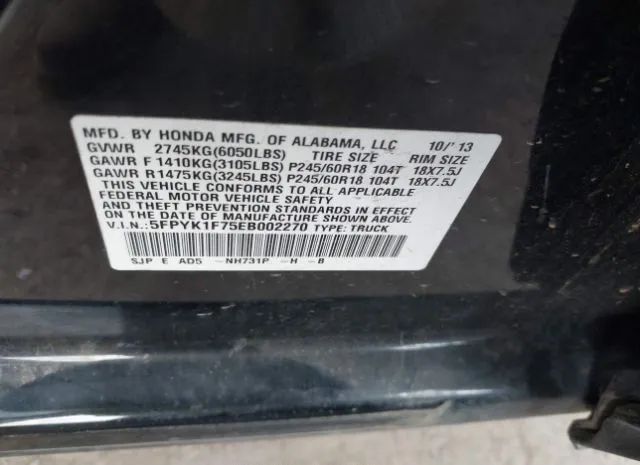 MFD. BY HONDA MFG. OF ALABAMA, LLC 10/'13
GVWR 2745KG(6050LBS) TIRE SIZE RIM SIZE
GAWR F 1410KG(3105LBS) P245/60R18 104T 18X7.5J
GAWR R1475KG(3245LBS) P245/60R18 104T 18X7.5J
THIS VEHICLE CONFORMS TO ALL APPLICABLE
FEDERAL MOTOR VEHICLE SAFETY
AND THEFT PREVENTION STANDARDS IN EFFECT
ON THE DATE OF MANUFACTURE SHOWN ABOVE.
V.I.N.:5FPYK1F75EB002270 TYPE: TRUCK
SJP E AD5 -NH731P -H -B